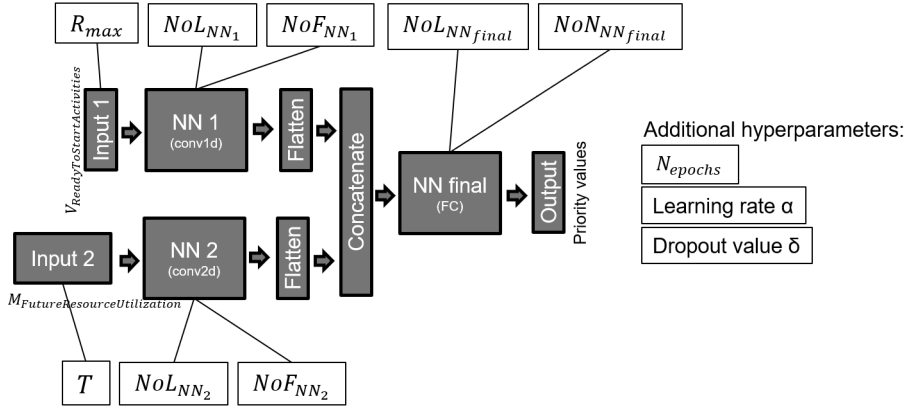 R_max
NoL_NN_1
NoF_NN_1
NoL_NN_final
NoN_NN_final
V_ReadyToStartActivities
Input 1
NN 1
(conv1d)
Flatten
Concatenate
NN final
(FC)
Output
Priority values
Input 2
M_FutureResourceUtilization
NN 2
(conv2d)
Flatten
T
NoL_NN_2
NoF_NN_2
Additional hyperparameters:
N_epochs
Learning rate α
Dropout value δ